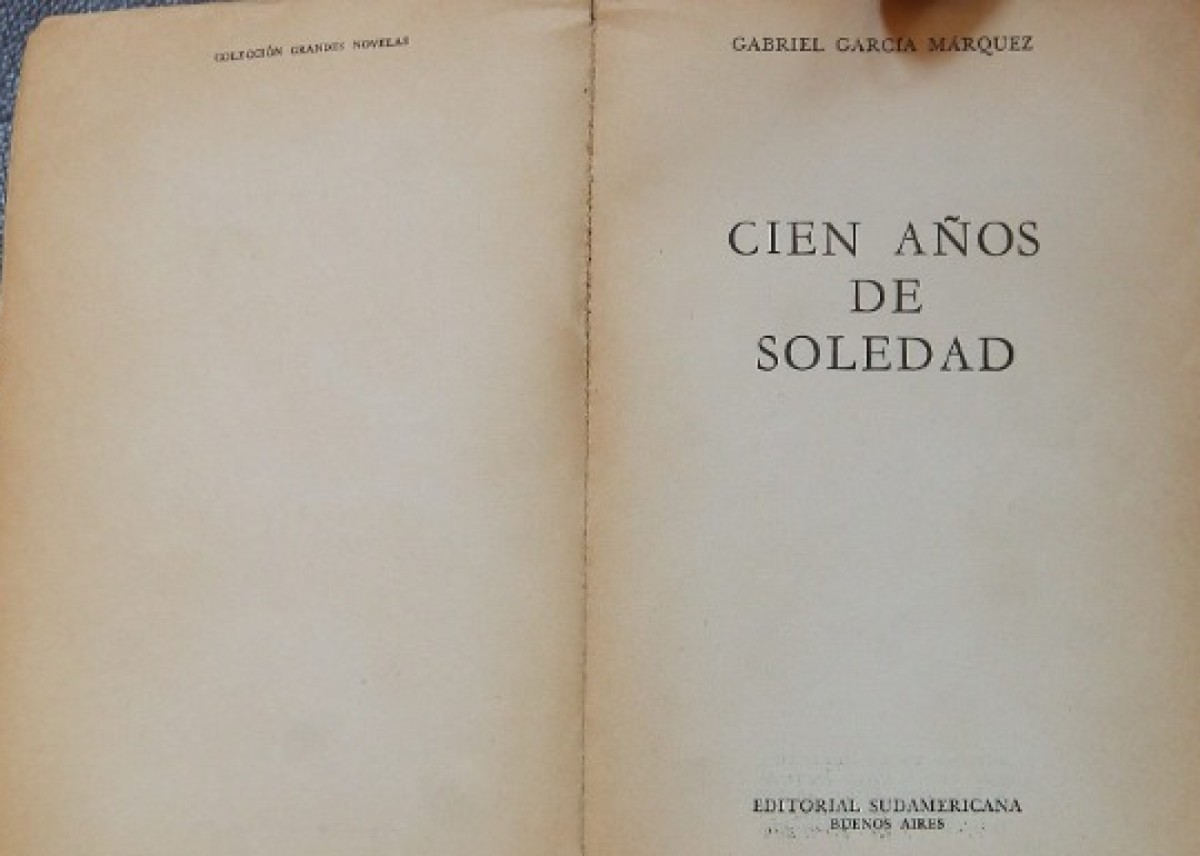 COLECCIÓN GRANDES NOVELAS
GABRIEL GARCÍA MÁRQUEZ
CIEN AÑOS
DE
SOLEDAD
EDITORIAL SUDAMERICANA
BUENOS AIRES